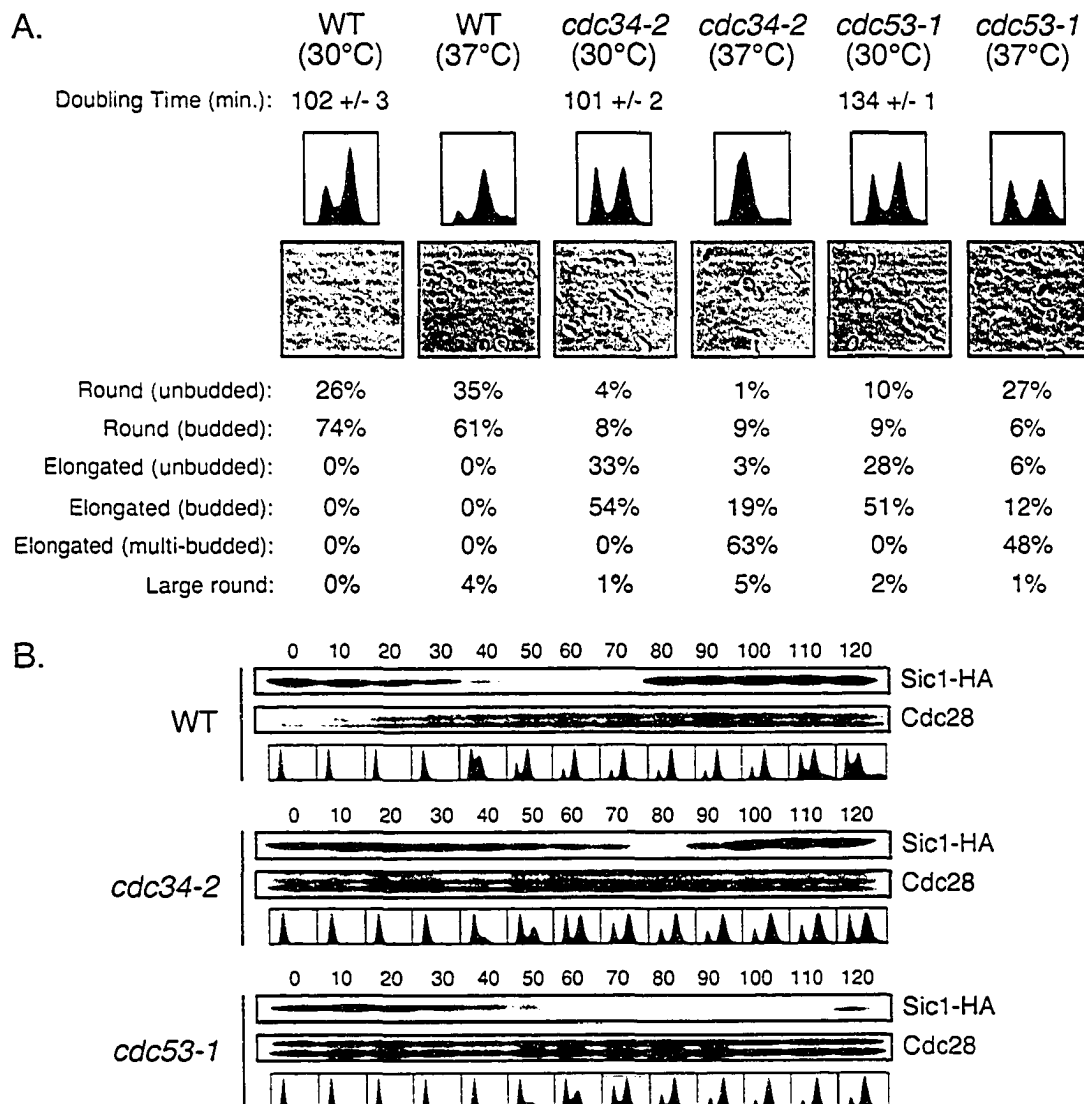 A.
WT WT cdc34-2 cdc34-2 cdc53-1 cdc53-1
(30°C) (37°C) (30°C) (37°C) (30°C) (37°C)
Doubling Time (min.): 102 +/- 3 101 +/- 2 134 +/- 1
Round (unbudded): 26% 35% 4% 1% 10% 27%
Round (budded): 74% 61% 8% 9% 9% 6%
Elongated (unbudded): 0% 0% 33% 3% 28% 6%
Elongated (budded): 0% 0% 54% 19% 51% 12%
Elongated (multi-budded): 0% 0% 0% 63% 0% 48%
Large round: 0% 4% 1% 5% 2% 1%
B.
0 10 20 30 40 50 60 70 80 90 100 110 120
Sic1-HA
WT
Cdc28
0 10 20 30 40 50 60 70 80 90 100 110 120
Sic1-HA
cdc34-2
Cdc28
0 10 20 30 40 50 60 70 80 90 100 110 120
Sic1-HA
cdc53-1
Cdc28